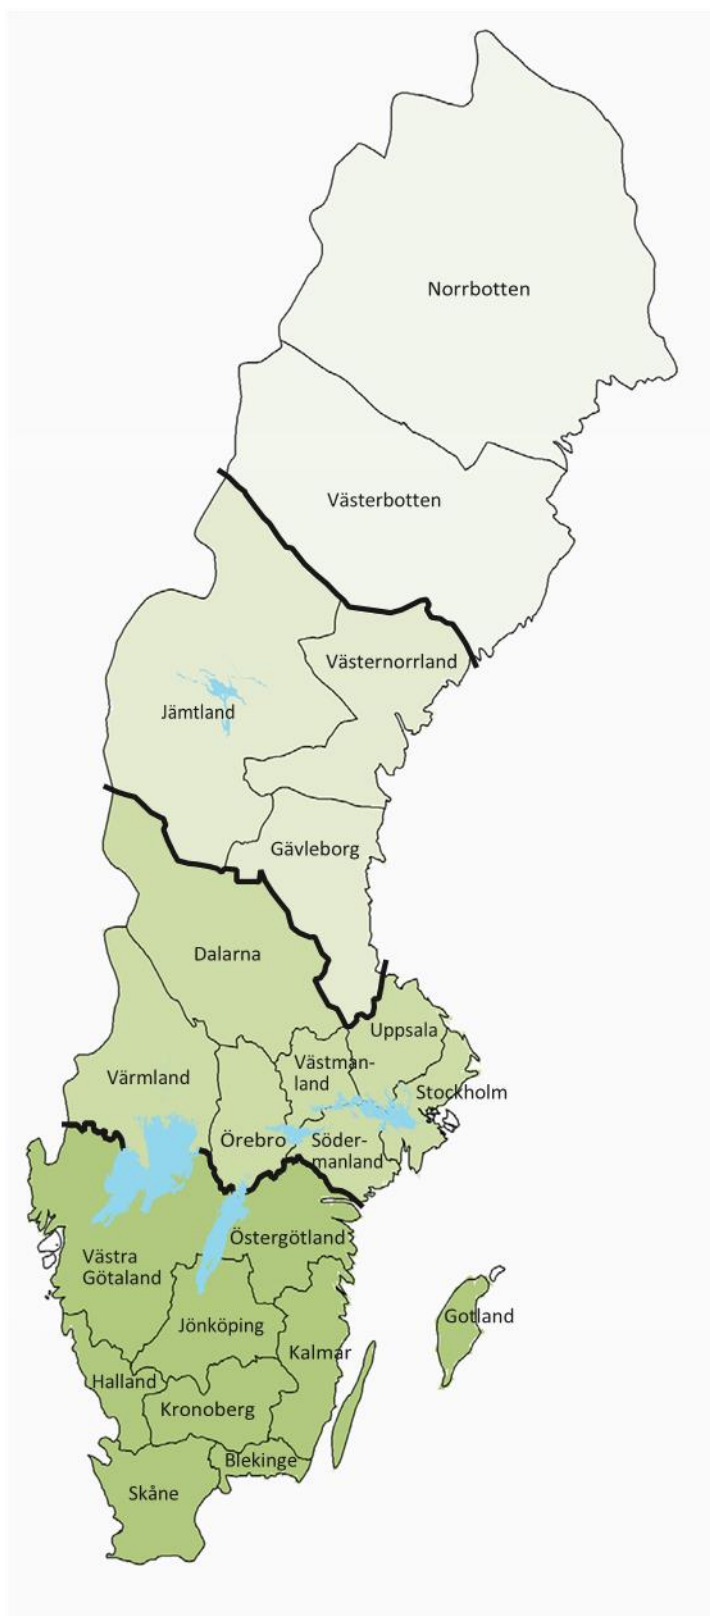 Norrbotten
Västerbotten
Västernorrland
Jämtland
Gävleborg
Dalarna
Uppsala
Västman-
land
Värmland
Stockholm
Örebro
Söder-
manland
Östergötland
Västra
Götaland
Gotland
Jönköping
Kalmar
Halland
Kronoberg
Blekinge
Skåne